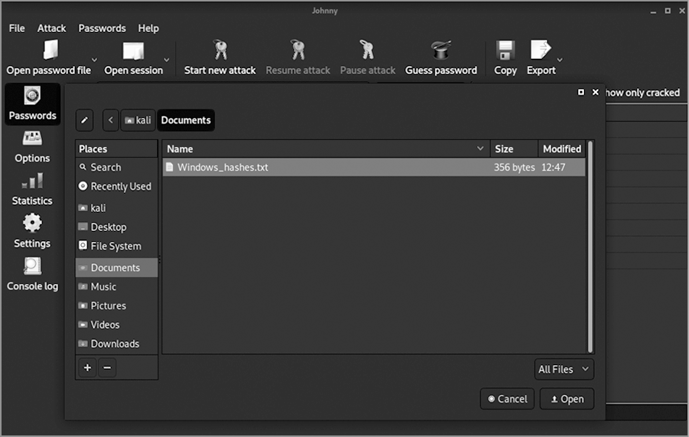 Johnny
File Attack Passwords Help
Open password file Open session Start new attack Resume attack Pause attack Guess password Copy Export
how only cracked
Passwords
Options
Statistics
Settings
Console log
kali Documents
Places
Search
Recently Used
kali
Desktop
File System
Documents
Music
Pictures
Videos
Downloads
Name Size Modified
Windows_hashes.txt 356 bytes 12:47
All Files
Cancel Open